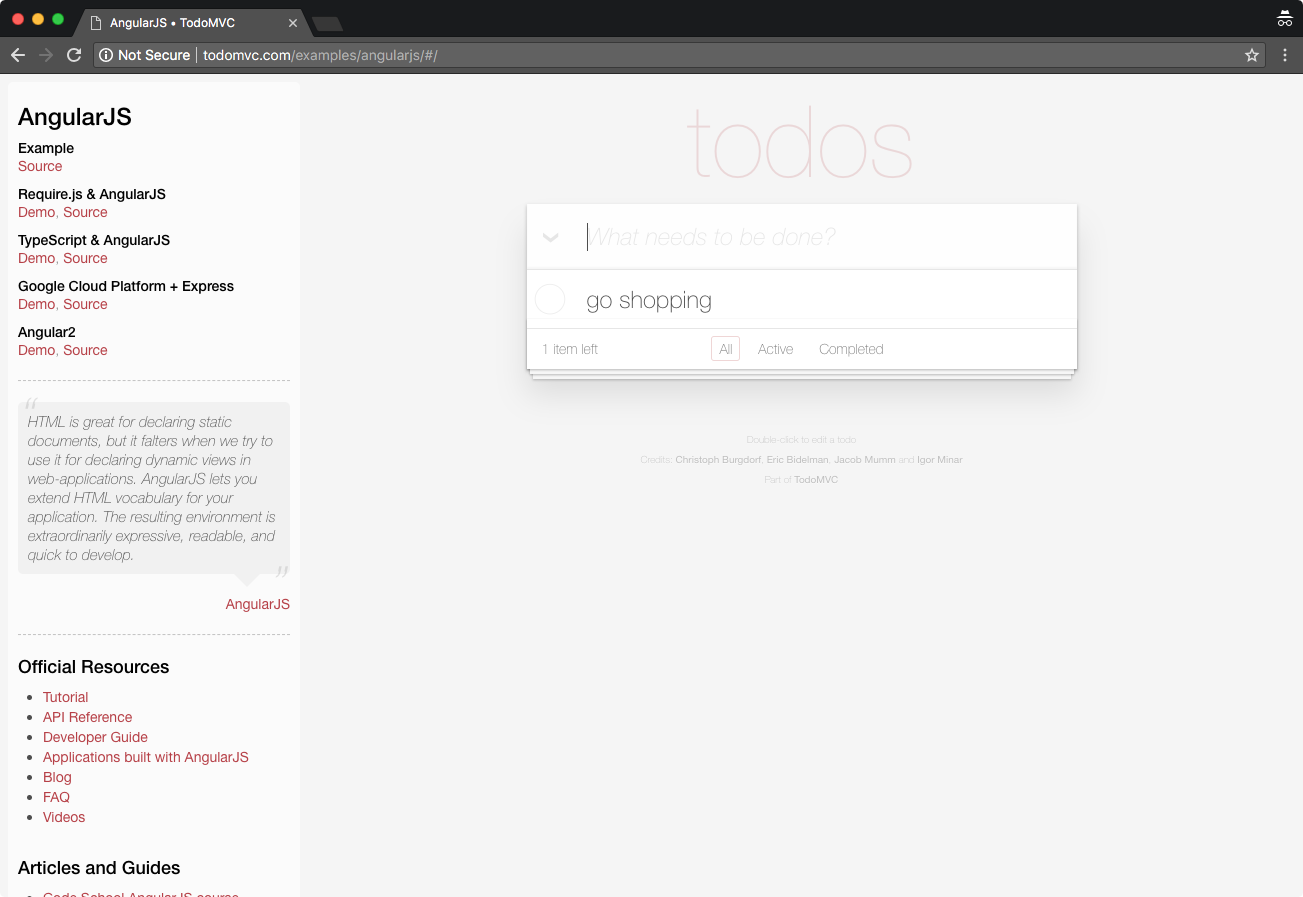 AngularJS • TodoMVC
Not Secure todomvc.com/examples/angularjs/#/
AngularJS
Example
Source
Require.js & AngularJS
Demo, Source
TypeScript & AngularJS
Demo, Source
Google Cloud Platform + Express
Demo, Source
Angular2
Demo, Source
“
HTML is great for declaring static
documents, but it falters when we try to
use it for declaring dynamic views in
web-applications. AngularJS lets you
extend HTML vocabulary for your
application. The resulting environment is
extraordinarily expressive, readable, and
quick to develop.
”
AngularJS
Official Resources
Tutorial
API Reference
Developer Guide
Applications built with AngularJS
Blog
FAQ
Videos
Articles and Guides
Code School AngularJS course
todos
What needs to be done?
go shopping
1 item left All Active Completed
Double-click to edit a todo
Credits: Christoph Burgdorf, Eric Bidelman, Jacob Mumm and Igor Minar
Part of TodoMVC